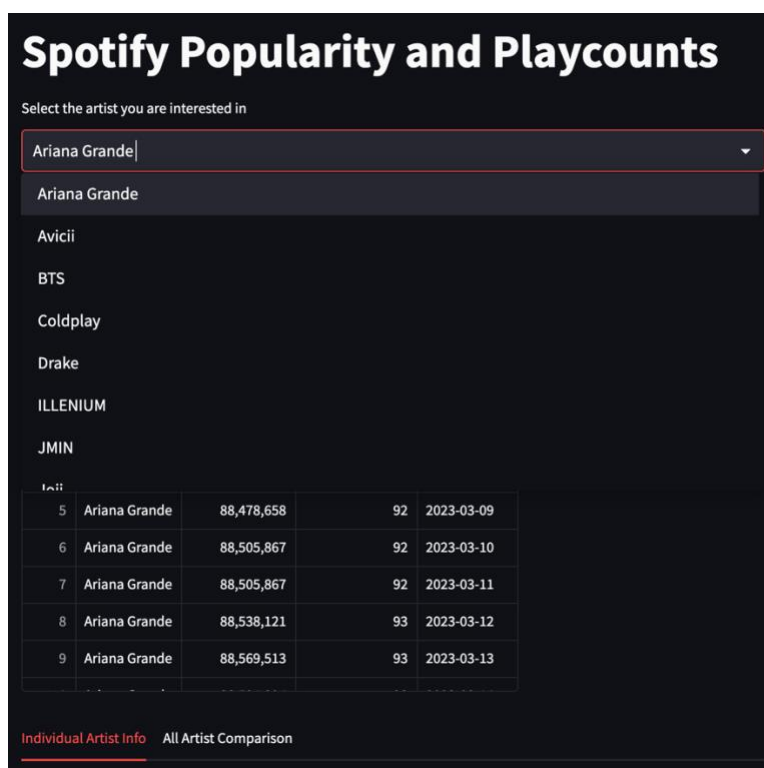 Spotify Popularity and Playcounts
Select the artist you are interested in
Ariana Grande
Ariana Grande
Avicii
BTS
Coldplay
Drake
ILLENIUM
JMIN
Joji
5 Ariana Grande 88,478,658 92 2023-03-09
6 Ariana Grande 88,505,867 92 2023-03-10
7 Ariana Grande 88,505,867 92 2023-03-11
8 Ariana Grande 88,538,121 93 2023-03-12
9 Ariana Grande 88,569,513 93 2023-03-13
Individual Artist Info All Artist Comparison